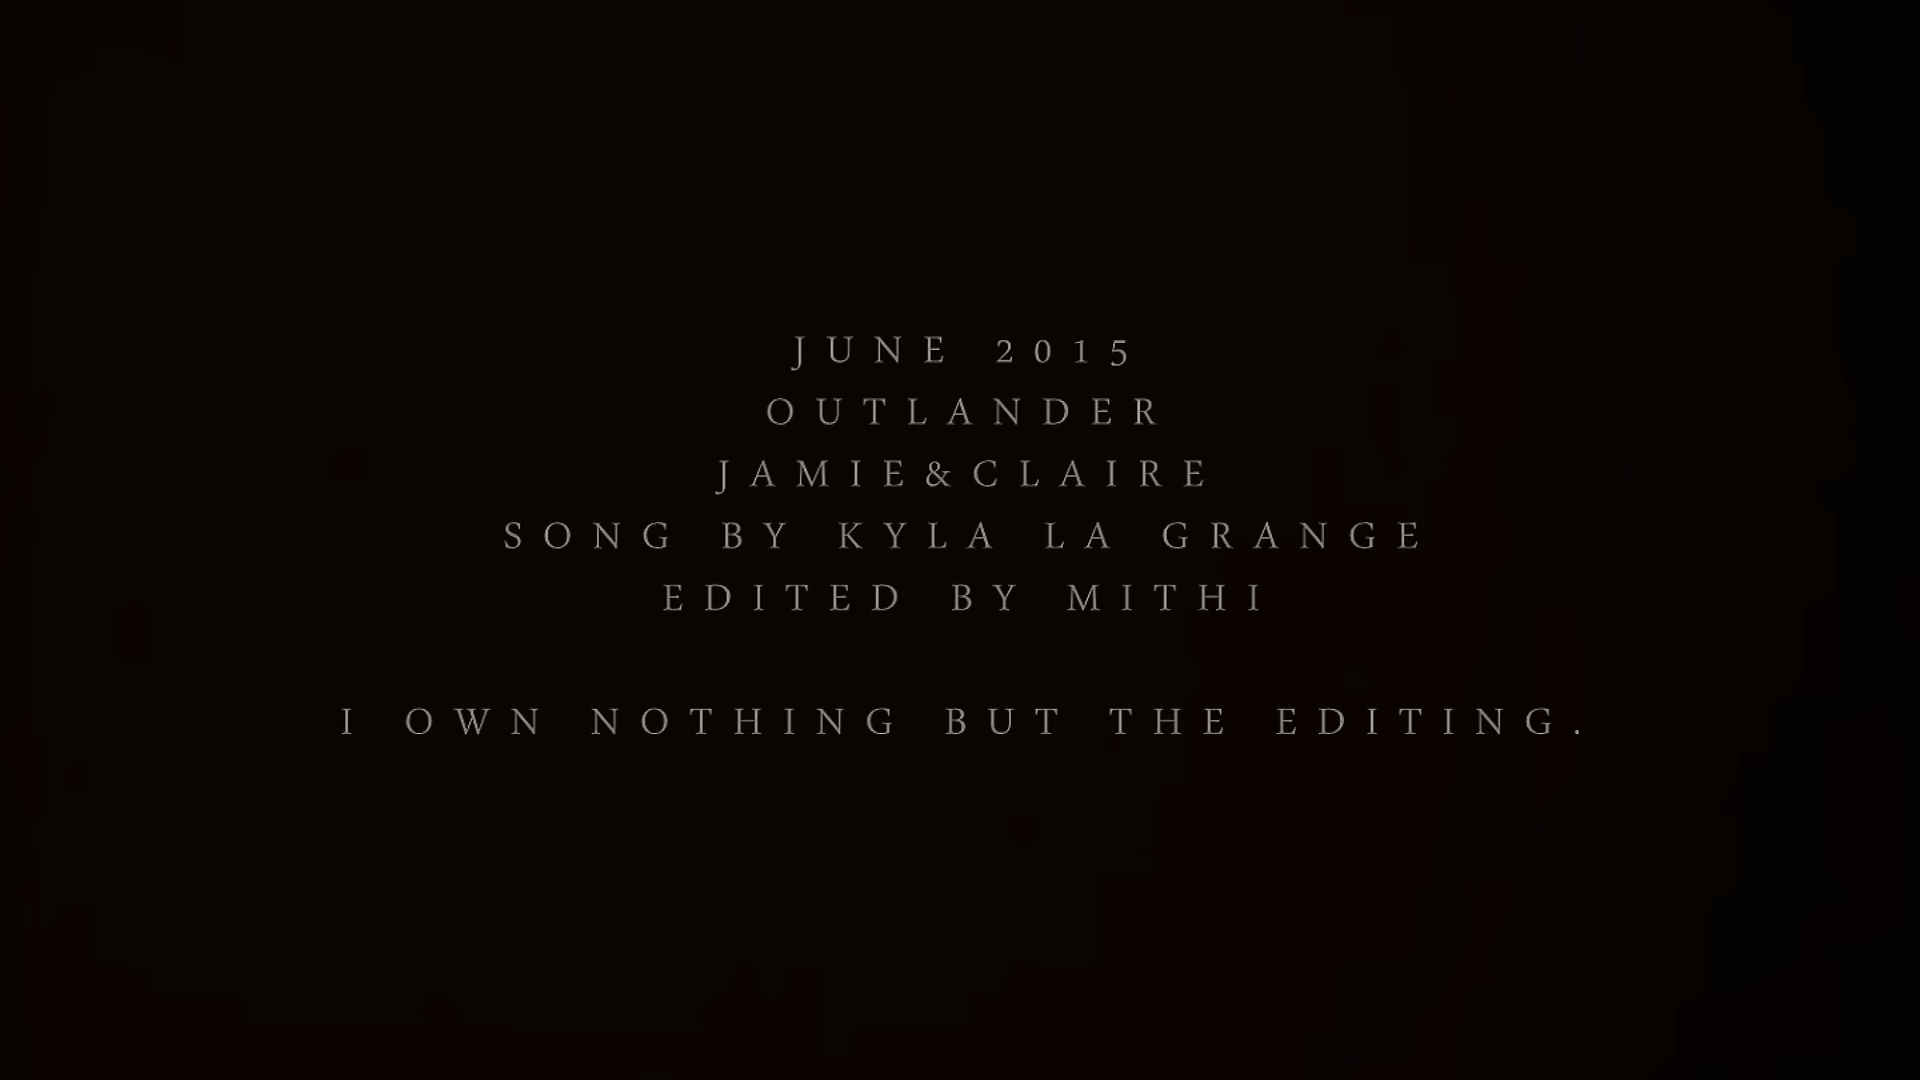 JUNE 2015
OUTLANDER
JAMIE&CLAIRE
SONG BY KYLA LA GRANGE
EDITED BY MITHI
I OWN NOTHING BUT THE EDITING.